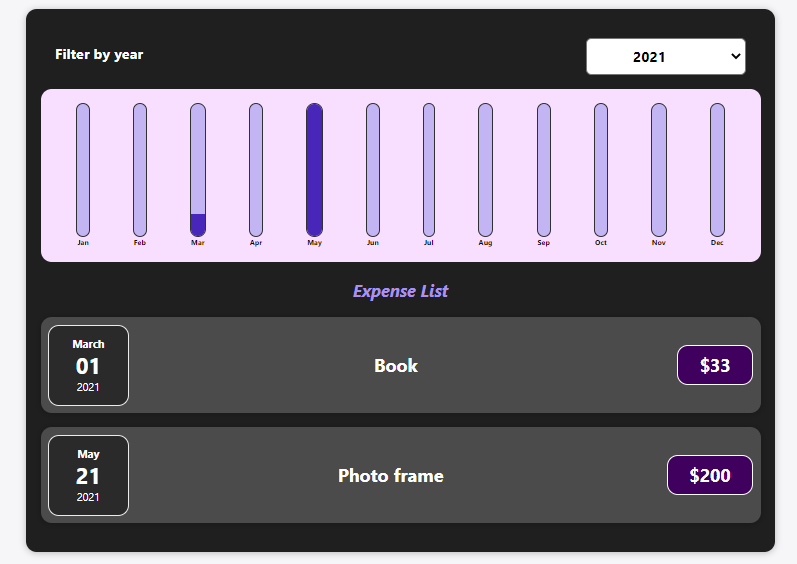 Filter by year
2021
Jan Feb Mar Apr May Jun Jul Aug Sep Oct Nov Dec
Expense List
March
01
2021
Book
$33
May
21
2021
Photo frame
$200